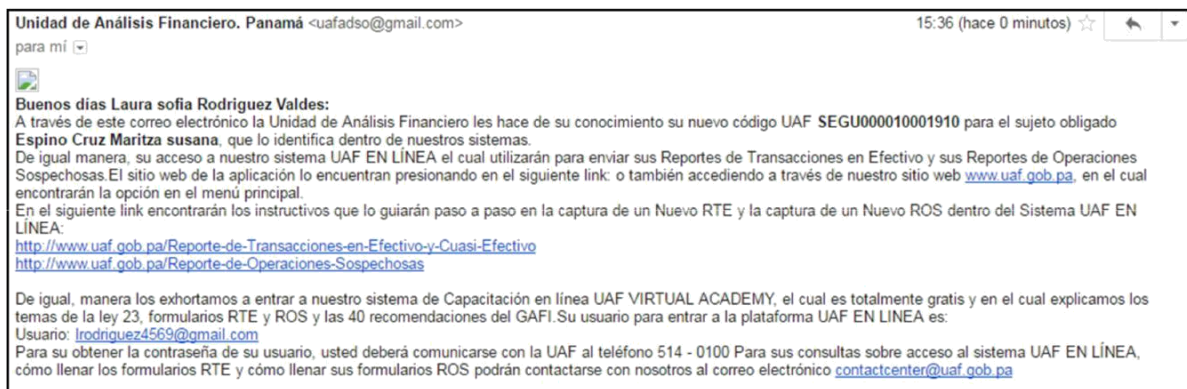 Unidad de Análisis Financiero. Panamá <uafadso@gmail.com>
15:36 (hace 0 minutos)
para mí
Buenos días Laura sofia Rodriguez Valdes:
A través de este correo electrónico la Unidad de Análisis Financiero les hace de su conocimiento su nuevo código UAF SEGU000010001910 para el sujeto obligado
Espino Cruz Maritza susana, que lo identifica dentro de nuestros sistemas.
De igual manera, su acceso a nuestro sistema UAF EN LÍNEA el cual utilizarán para enviar sus Reportes de Transacciones en Efectivo y sus Reportes de Operaciones
Sospechosas.El sitio web de la aplicación lo encuentran presionando en el siguiente link: o también accediendo a través de nuestro sitio web www.uaf.gob.pa, en el cual
encontrarán la opción en el menú principal.
En el siguiente link encontrarán los instructivos que lo guiarán paso a paso en la captura de un Nuevo RTE y la captura de un Nuevo ROS dentro del Sistema UAF EN
LÍNEA:
http://www.uaf.gob.pa/Reporte-de-Transacciones-en-Efectivo-y-Cuasi-Efectivo
http://www.uaf.gob.pa/Reporte-de-Operaciones-Sospechosas
De igual, manera los exhortamos a entrar a nuestro sistema de Capacitación en línea UAF VIRTUAL ACADEMY, el cual es totalmente gratis y en el cual explicamos los
temas de la ley 23, formularios RTE y ROS y las 40 recomendaciones del GAFI.Su usuario para entrar a la plataforma UAF EN LINEA es:
Usuario: lrodriguez4569@gmail.com
Para su obtener la contraseña de su usuario, usted deberá comunicarse con la UAF al teléfono 514 - 0100 Para sus consultas sobre acceso al sistema UAF EN LÍNEA,
cómo llenar los formularios RTE y cómo llenar sus formularios ROS podrán contactarse con nosotros al correo electrónico contactcenter@uaf.gob.pa